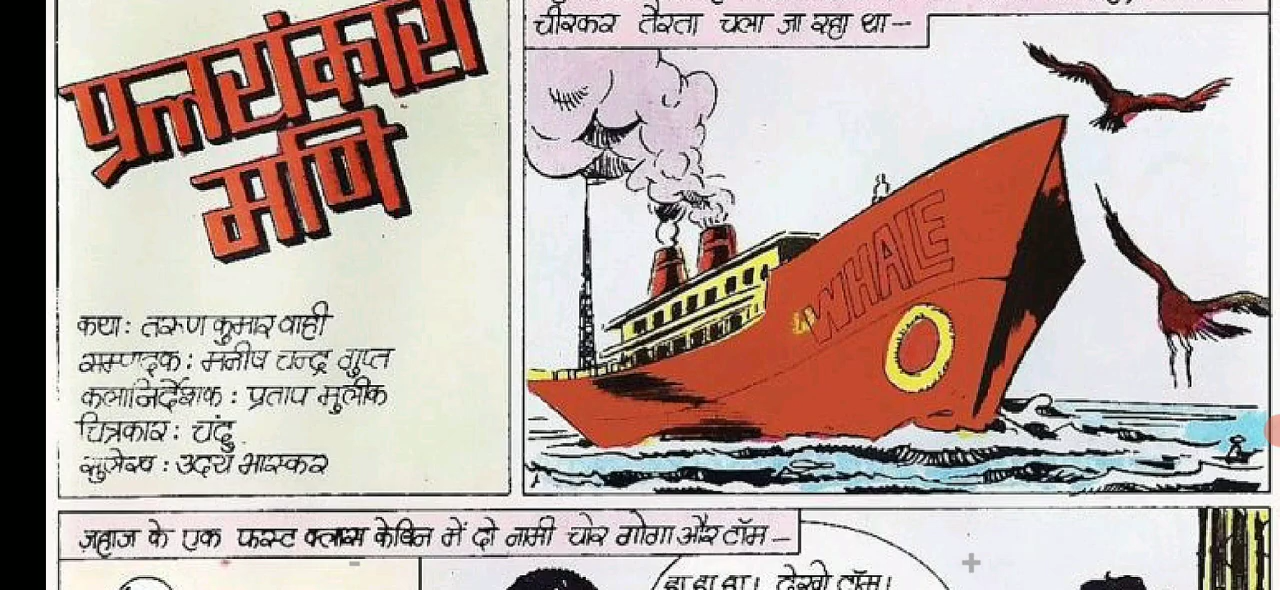 प्रलयंकारी
मणि
कथा: तरुण कुमार वाही
सम्पादक: मनीष चन्द्र गुप्त
कलानिर्देशक: प्रताप मुलीक
चित्रकार: चंदु
सुलेख: उदय भास्कर
चीरकर तैरता चला जा रहा था—
WHALE
जहाज के एक फर्स्ट क्लास केबिन में दो नामी चोर गोगा और टॉम—
हा हा हा! देखो टॉम!